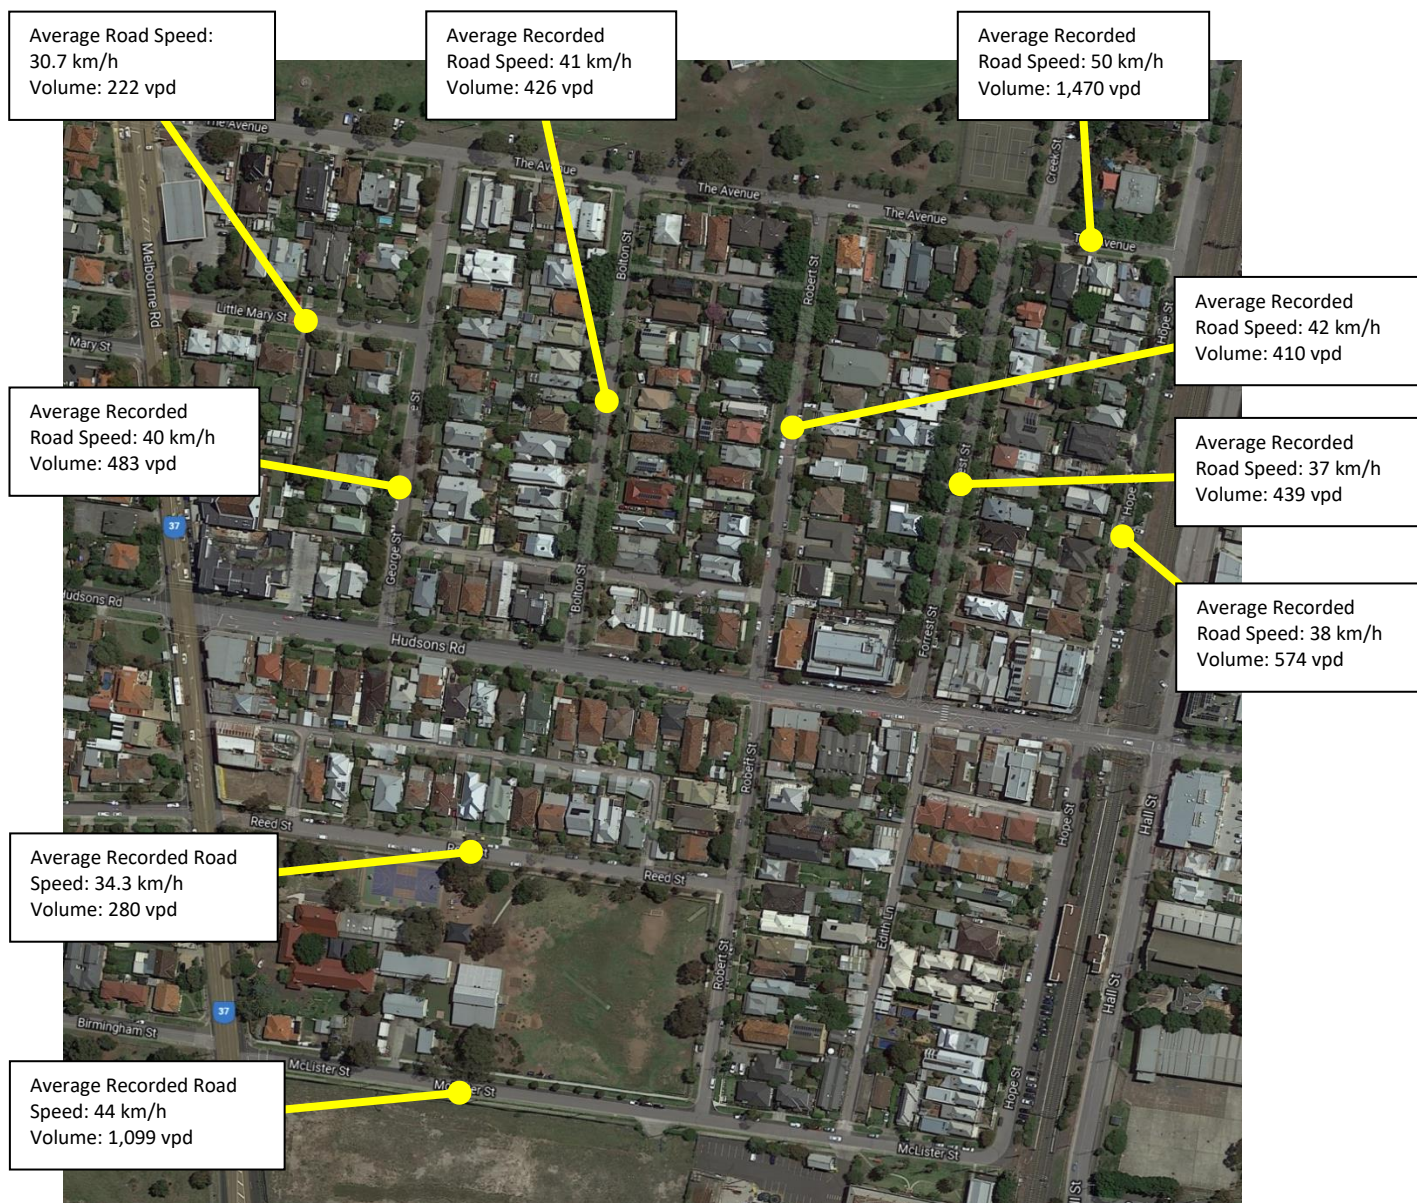 Average Road Speed:
30.7 km/h
Volume: 222 vpd
Average Recorded
Road Speed: 41 km/h
Volume: 426 vpd
Average Recorded
Road Speed: 50 km/h
Volume: 1,470 vpd
The Avenue
The Avenue
The Avenue
The Avenue
Creek St
Melbourne Rd
Bolton St
Robert St
Little Mary St
Mary St
Hope St
Average Recorded
Road Speed: 42 km/h
Volume: 410 vpd
Average Recorded
Road Speed: 40 km/h
Volume: 483 vpd
Average Recorded
Road Speed: 37 km/h
Volume: 439 vpd
37
George St
Bolton St
Forrest St
Hope
Average Recorded
Road Speed: 38 km/h
Volume: 574 vpd
Hudsons Rd
Hudsons Rd
Robert St
Hope St
Hall St
Reed St
Reed St
Average Recorded Road
Speed: 34.3 km/h
Volume: 280 vpd
Edith Ln
Robert St
Hall St
37
Birmingham St
McLister St
Average Recorded Road
Speed: 44 km/h
Volume: 1,099 vpd
Hope St
McLister St